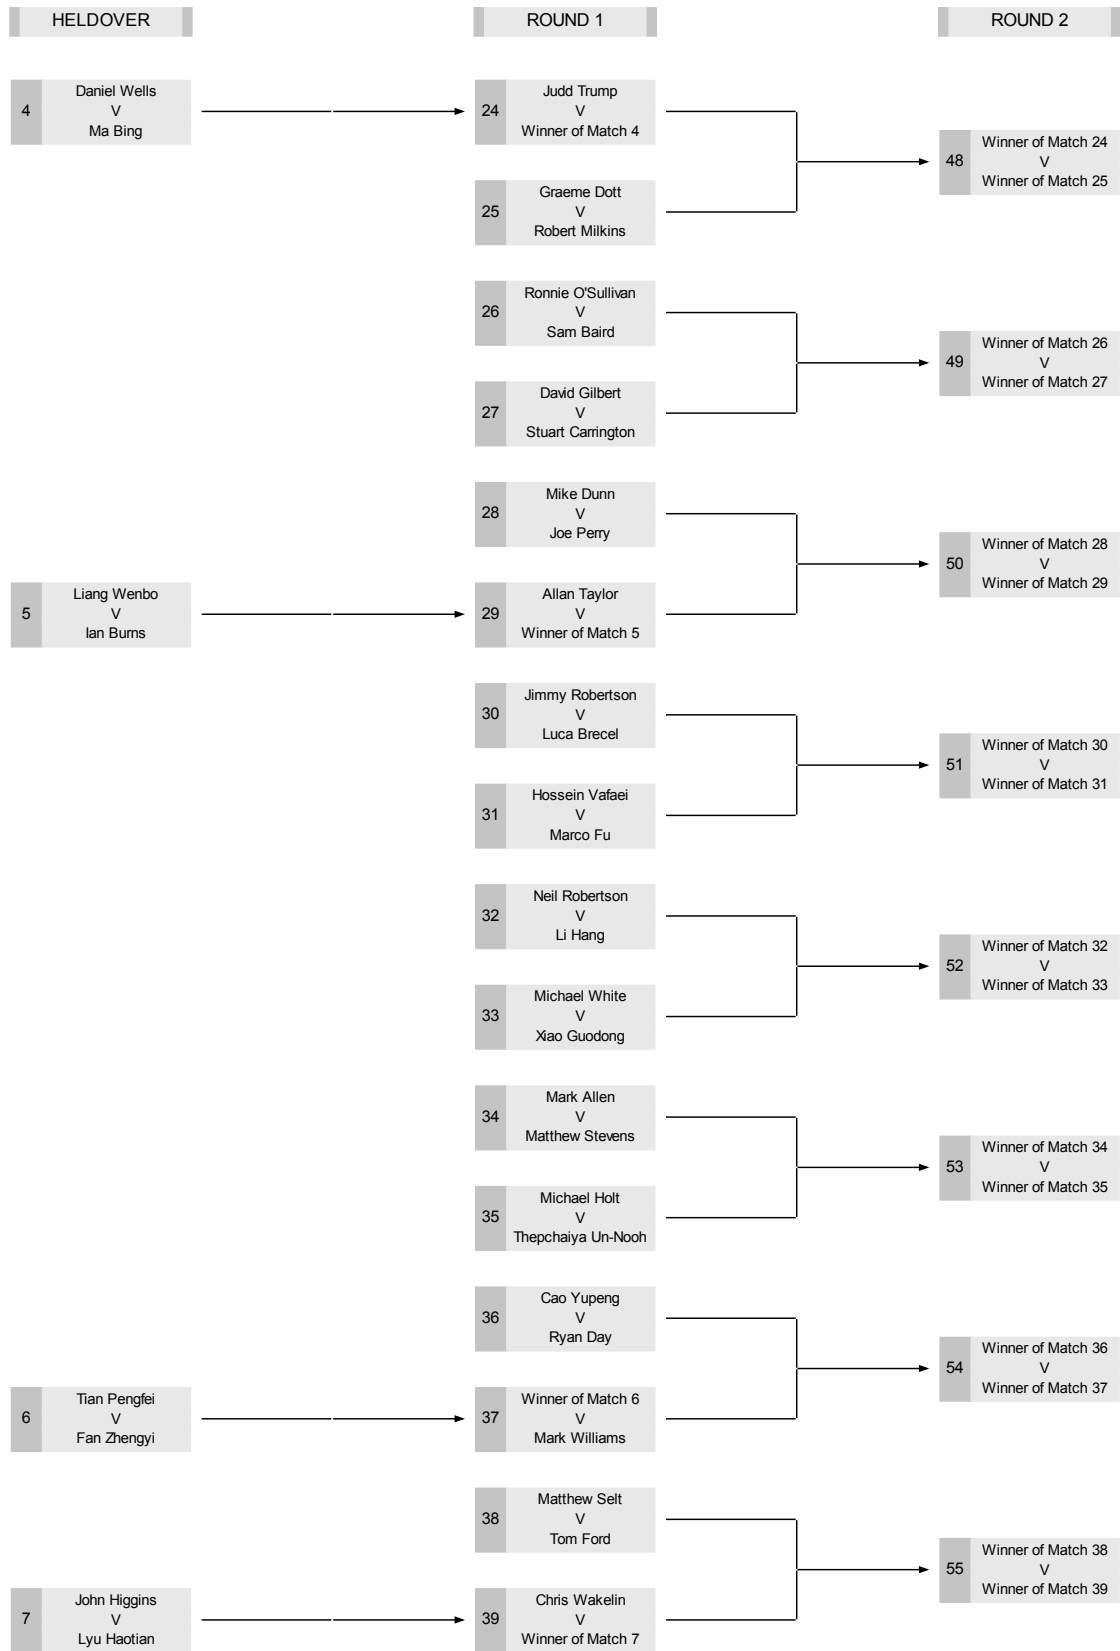 HELDOVER
ROUND 1
ROUND 2
4
Daniel Wells
V
Ma Bing
24
Judd Trump
V
Winner of Match 4
48
Winner of Match 24
V
Winner of Match 25
25
Graeme Dott
V
Robert Milkins
26
Ronnie O'Sullivan
V
Sam Baird
49
Winner of Match 26
V
Winner of Match 27
27
David Gilbert
V
Stuart Carrington
28
Mike Dunn
V
Joe Perry
50
Winner of Match 28
V
Winner of Match 29
5
Liang Wenbo
V
Ian Burns
29
Allan Taylor
V
Winner of Match 5
30
Jimmy Robertson
V
Luca Brecel
51
Winner of Match 30
V
Winner of Match 31
31
Hossein Vafaei
V
Marco Fu
32
Neil Robertson
V
Li Hang
52
Winner of Match 32
V
Winner of Match 33
33
Michael White
V
Xiao Guodong
34
Mark Allen
V
Matthew Stevens
53
Winner of Match 34
V
Winner of Match 35
35
Michael Holt
V
Thepchaiya Un-Nooh
36
Cao Yupeng
V
Ryan Day
54
Winner of Match 36
V
Winner of Match 37
6
Tian Pengfei
V
Fan Zhengyi
37
Winner of Match 6
V
Mark Williams
38
Matthew Selt
V
Tom Ford
55
Winner of Match 38
V
Winner of Match 39
7
John Higgins
V
Lyu Haotian
39
Chris Wakelin
V
Winner of Match 7